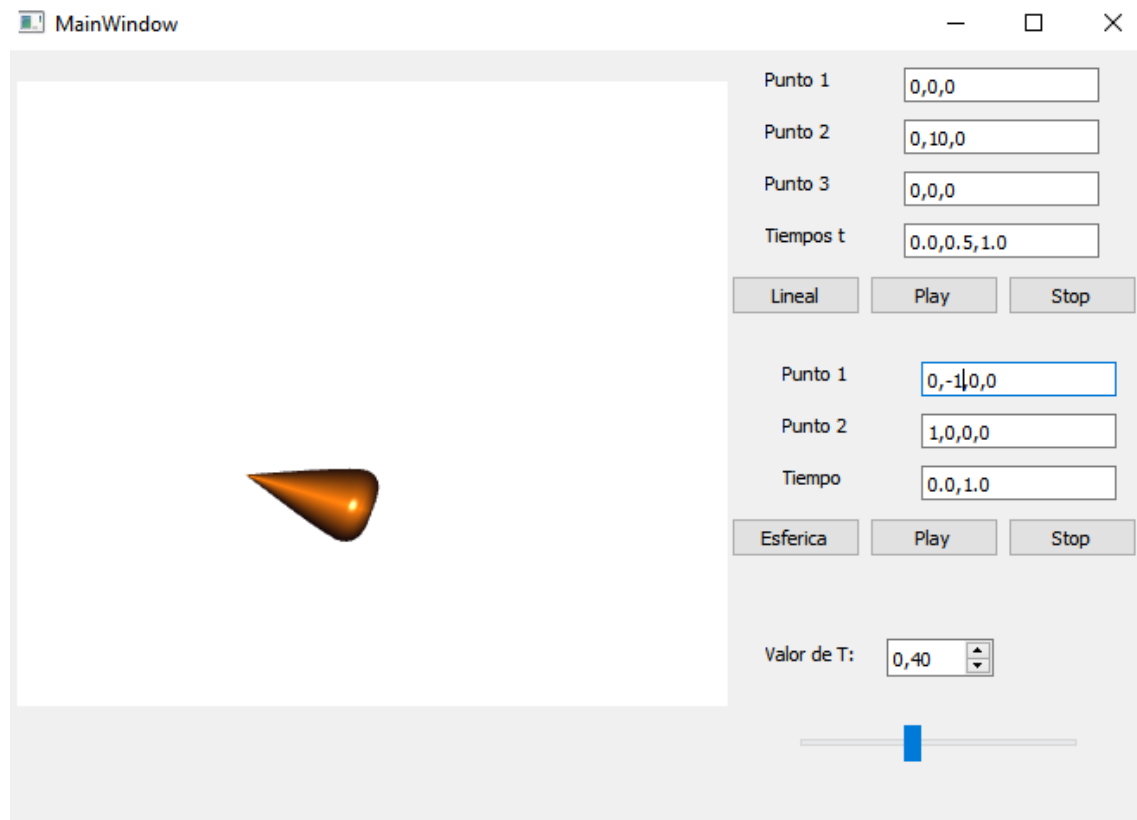 MainWindow
Punto 1 0,0,0
Punto 2 0,10,0
Punto 3 0,0,0
Tiempos t 0.0,0.5,1.0
Lineal Play Stop
Punto 1 0,-1,0,0
Punto 2 1,0,0,0
Tiempo 0.0,1.0
Esferica Play Stop
Valor de T: 0,40